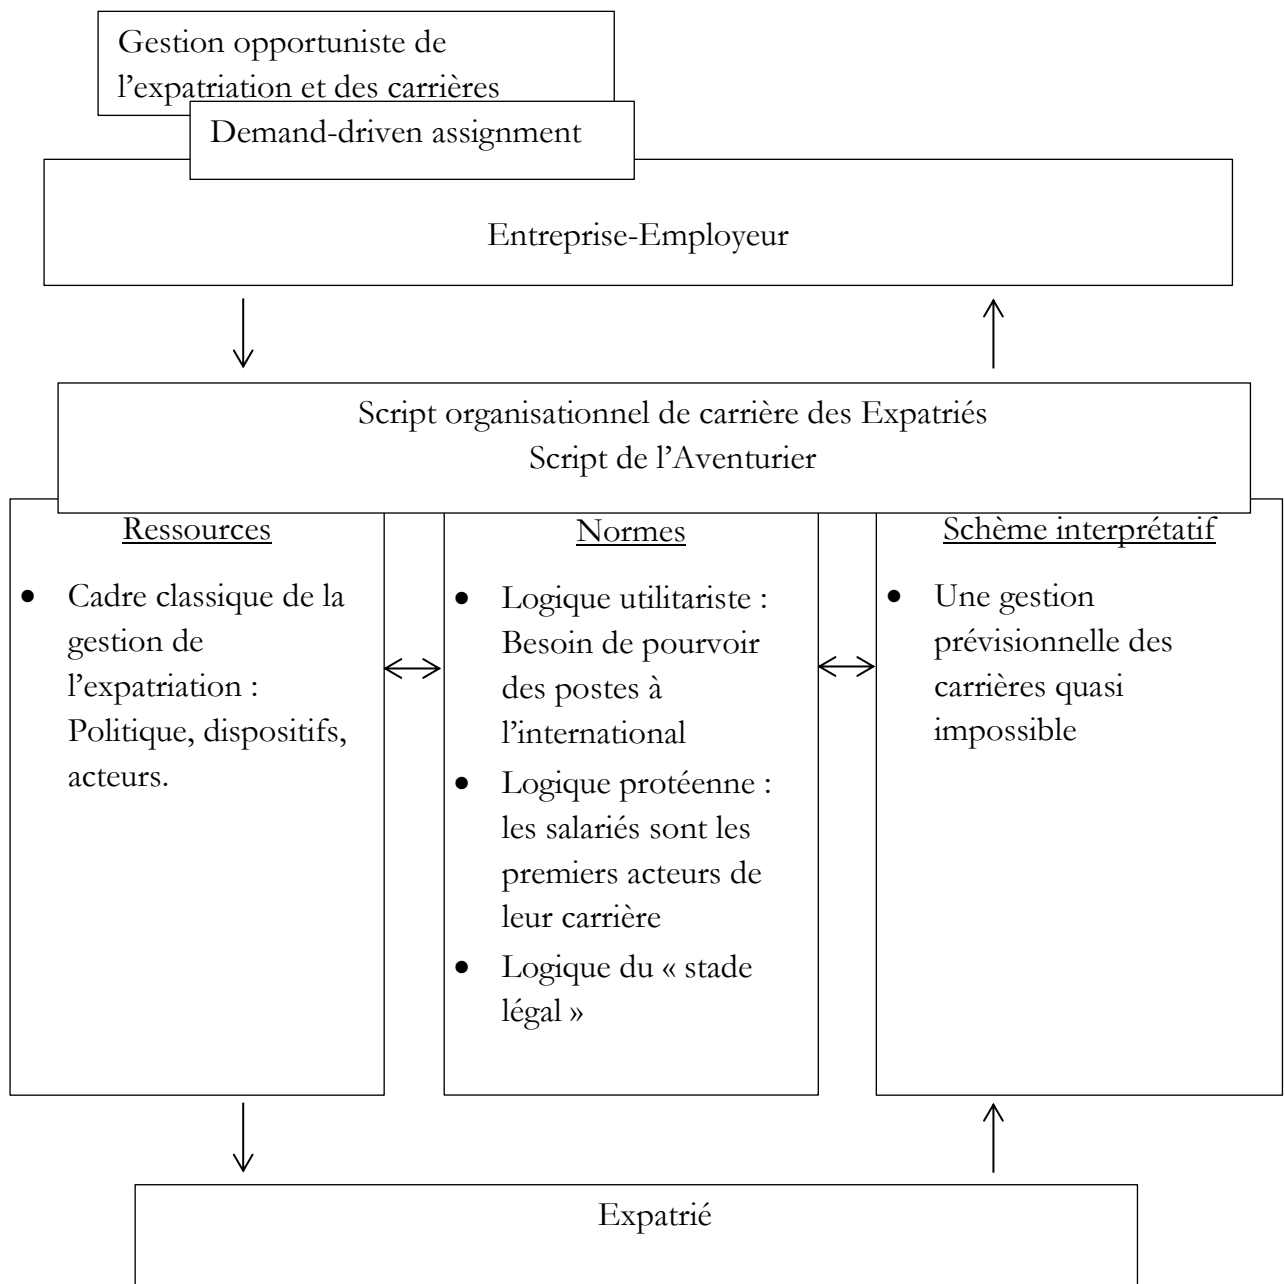 Gestion opportuniste de
l’expatriation et des carrières
Demand-driven assignment
Entreprise-Employeur
Script organisationnel de carrière des Expatriés
Script de l’Aventurier
Ressources
• Cadre classique de la
gestion de
l’expatriation :
Politique, dispositifs,
acteurs.
Normes
• Logique utilitariste :
Besoin de pourvoir
des postes à
l’international
• Logique protéenne :
les salariés sont les
premiers acteurs de
leur carrière
• Logique du « stade
légal »
Schème interprétatif
• Une gestion
prévisionnelle des
carrières quasi
impossible
Expatrié